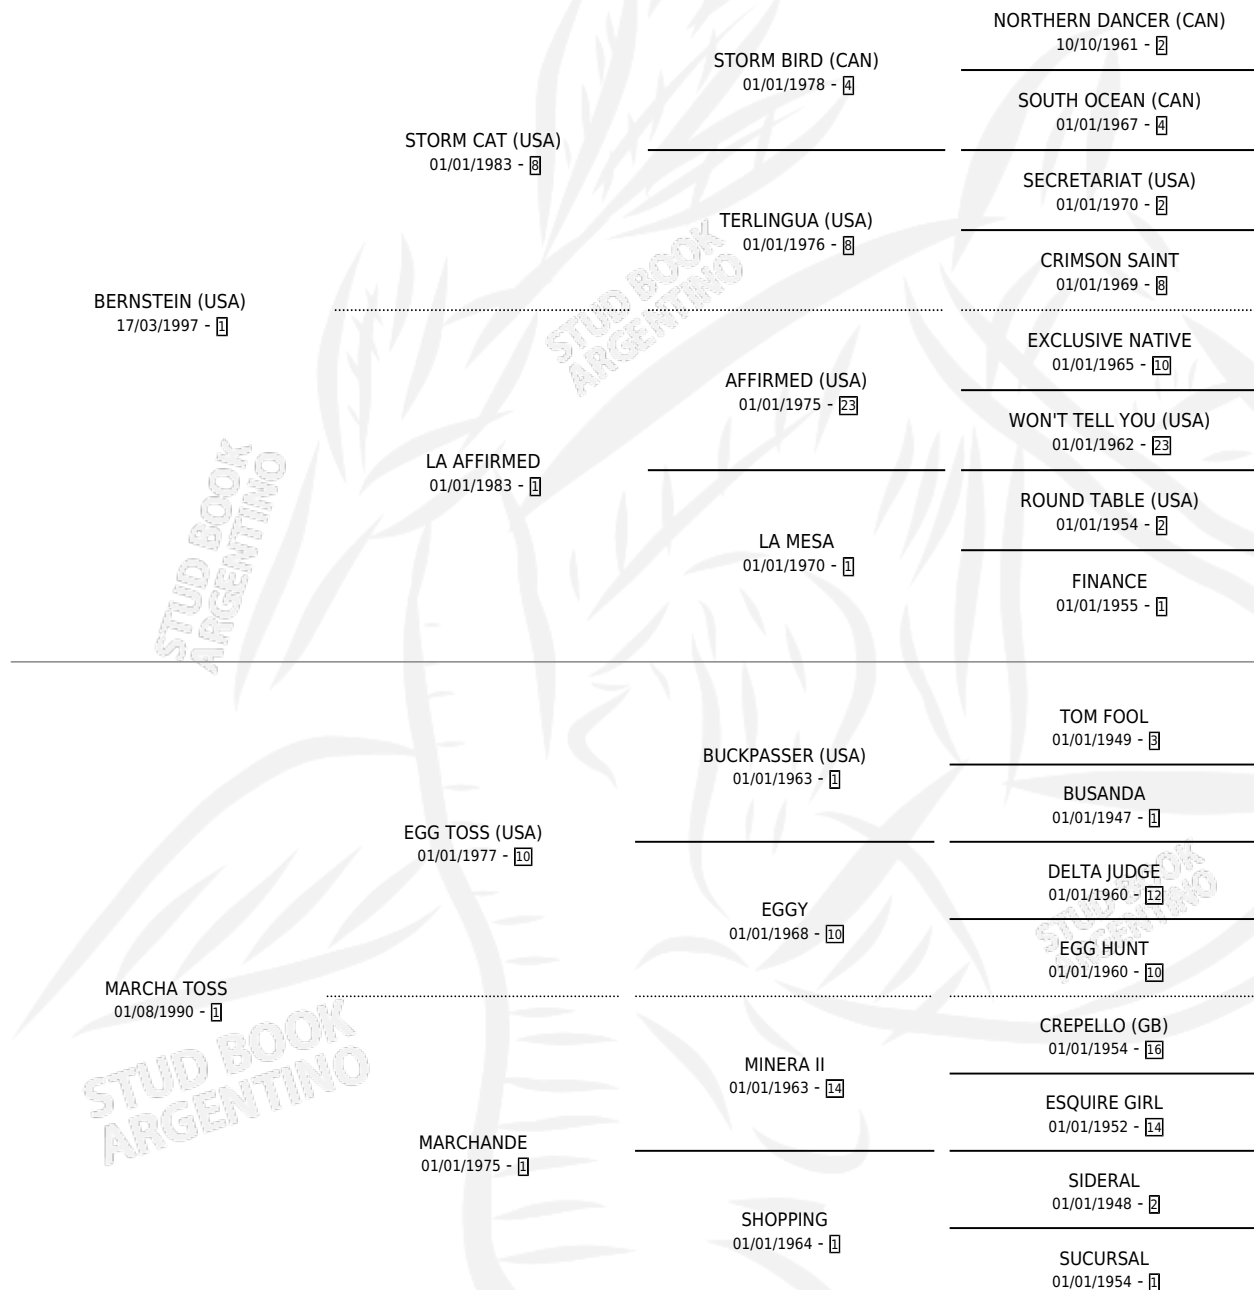 NORTHERN DANCER (CAN)
10/10/1961 - 2
STORM BIRD (CAN)
01/01/1978 - 4
SOUTH OCEAN (CAN)
01/01/1967 - 4
STORM CAT (USA)
01/01/1983 - 8
SECRETARIAT (USA)
01/01/1970 - 2
TERLINGUA (USA)
01/01/1976 - 8
CRIMSON SAINT
01/01/1969 - 8
BERNSTEIN (USA)
17/03/1997 - 1
STUD BOOK
ARGENTINO
EXCLUSIVE NATIVE
01/01/1965 - 10
AFFIRMED (USA)
01/01/1975 - 23
WON'T TELL YOU (USA)
01/01/1962 - 23
LA AFFIRMED
01/01/1983 - 1
ROUND TABLE (USA)
01/01/1954 - 2
LA MESA
01/01/1970 - 1
FINANCE
01/01/1955 - 1
STUD BOOK
ARGENTINO
TOM FOOL
01/01/1949 - 3
BUCKPASSER (USA)
01/01/1963 - 1
BUSANDA
01/01/1947 - 1
EGG TOSS (USA)
01/01/1977 - 10
DELTA JUDGE
01/01/1960 - 12
STUD BOOK
ARGENTINO
EGGY
01/01/1968 - 10
EGG HUNT
01/01/1960 - 10
MARCHA TOSS
01/08/1990 - 1
STUD BOOK
ARGENTINO
CREPELLO (GB)
01/01/1954 - 16
MINERA II
01/01/1963 - 14
ESQUIRE GIRL
01/01/1952 - 14
MARCHANDE
01/01/1975 - 1
SIDERAL
01/01/1948 - 2
SHOPPING
01/01/1964 - 1
SUCURSAL
01/01/1954 - 1